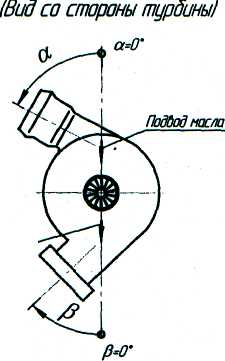 (Вид со стороны турбины)
α
α=0°
Подвод масла
β
β=0°